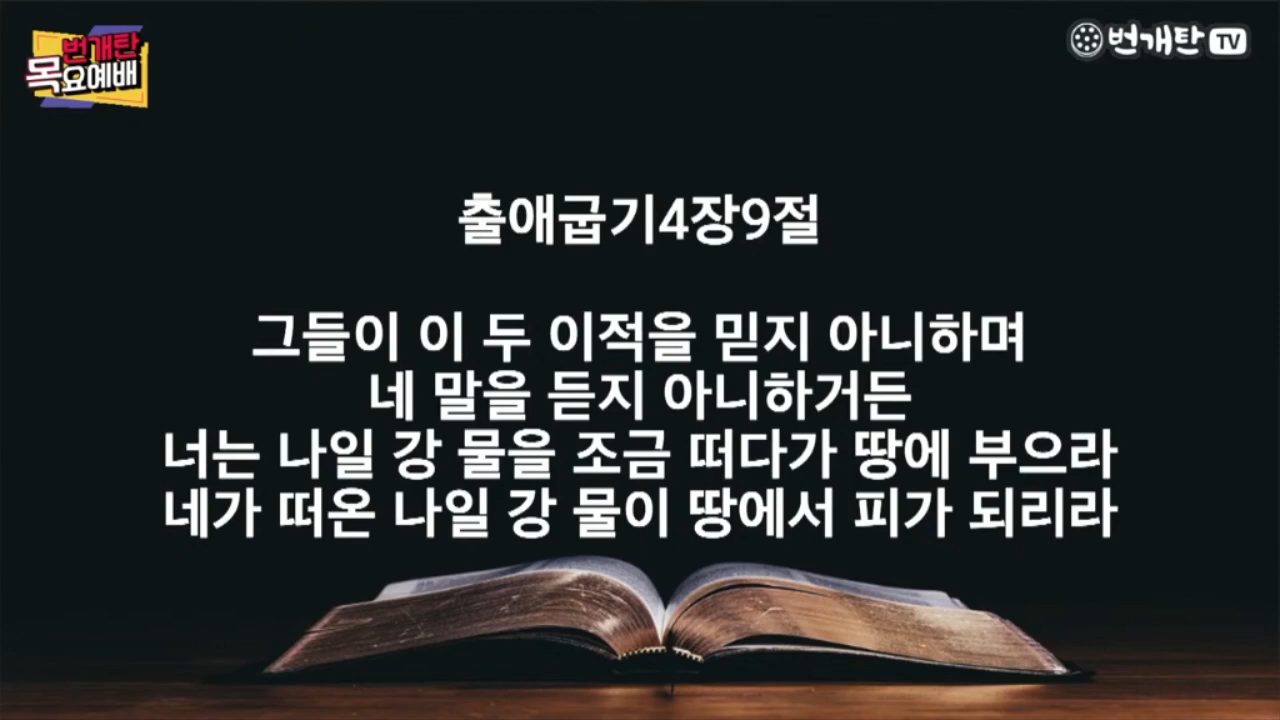 번개탄
목요예배
번개탄 TV
출애굽기4장9절
그들이 이 두 이적을 믿지 아니하며
네 말을 듣지 아니하거든
너는 나일 강 물을 조금 떠다가 땅에 부으라
네가 떠온 나일 강 물이 땅에서 피가 되리라